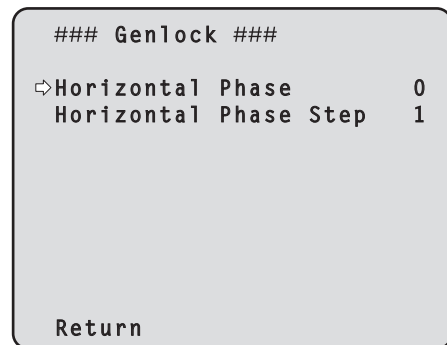 ### Genlock ###
⇨Horizontal Phase 0
Horizontal Phase Step 1
Return